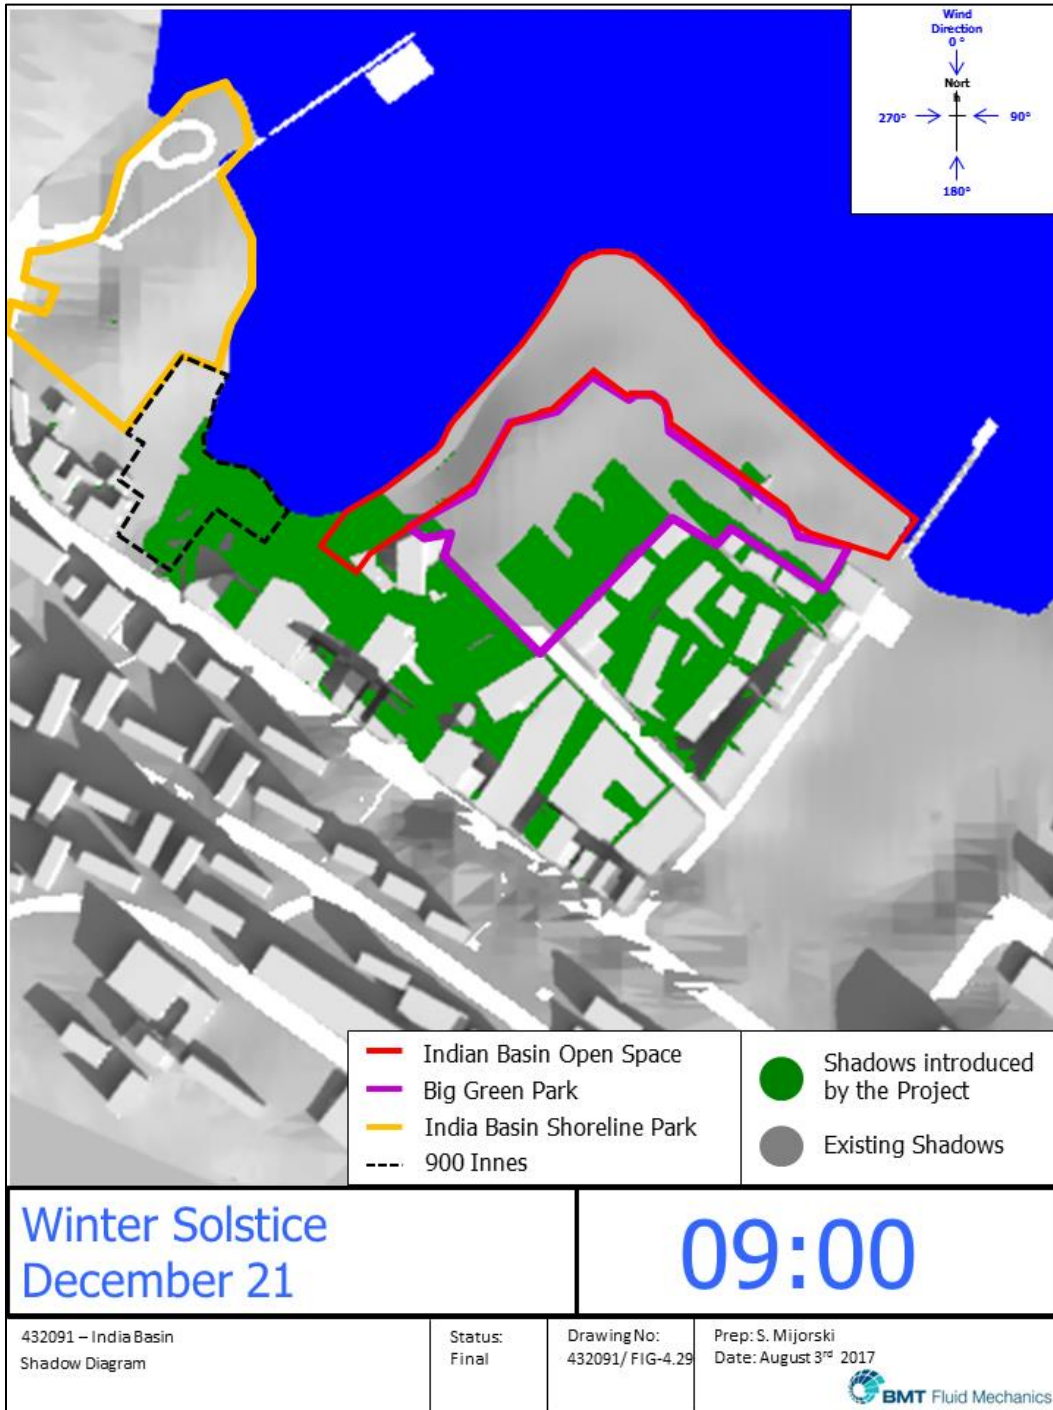 Wind
Direction
0 °
Nort
h
270°
90°
180°
Indian Basin Open Space
Big Green Park
India Basin Shoreline Park
900 Innes
Shadows introduced
by the Project
Existing Shadows
Winter Solstice
December 21
09:00
432091 – India Basin
Shadow Diagram
Status:
Final
Drawing No:
432091/ FIG-4.29
Prep: S. Mijorski
Date: August 3rd 2017
BMT Fluid Mechanics